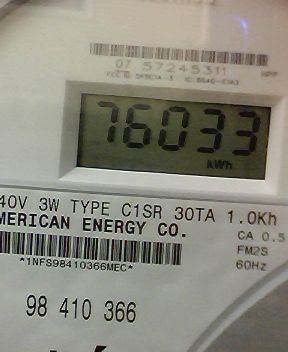 07 57245311
76033
kWh
40V 3W TYPE C1SR 30TA 1.0Kh
MERICAN ENERGY CO.
CA 0.5
*1NFS98410366MEC*
FM2S
60Hz
98 410 366